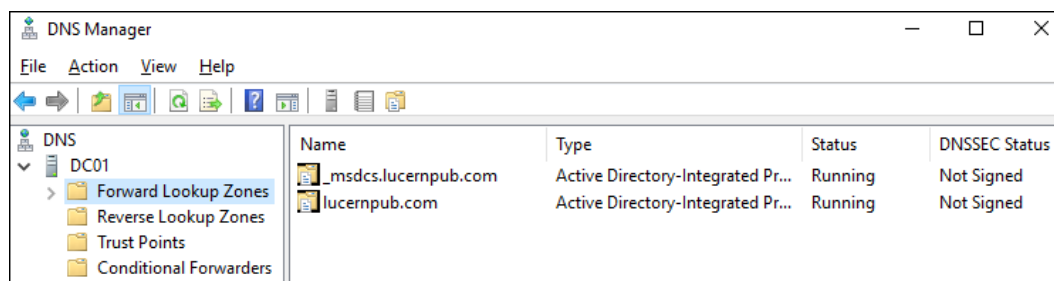 DNS Manager
File Action View Help
DNS
DC01
Forward Lookup Zones
Reverse Lookup Zones
Trust Points
Conditional Forwarders
Name Type Status DNSSEC Status
_msdcs.lucernpub.com Active Directory-Integrated Pr... Running Not Signed
lucernpub.com Active Directory-Integrated Pr... Running Not Signed